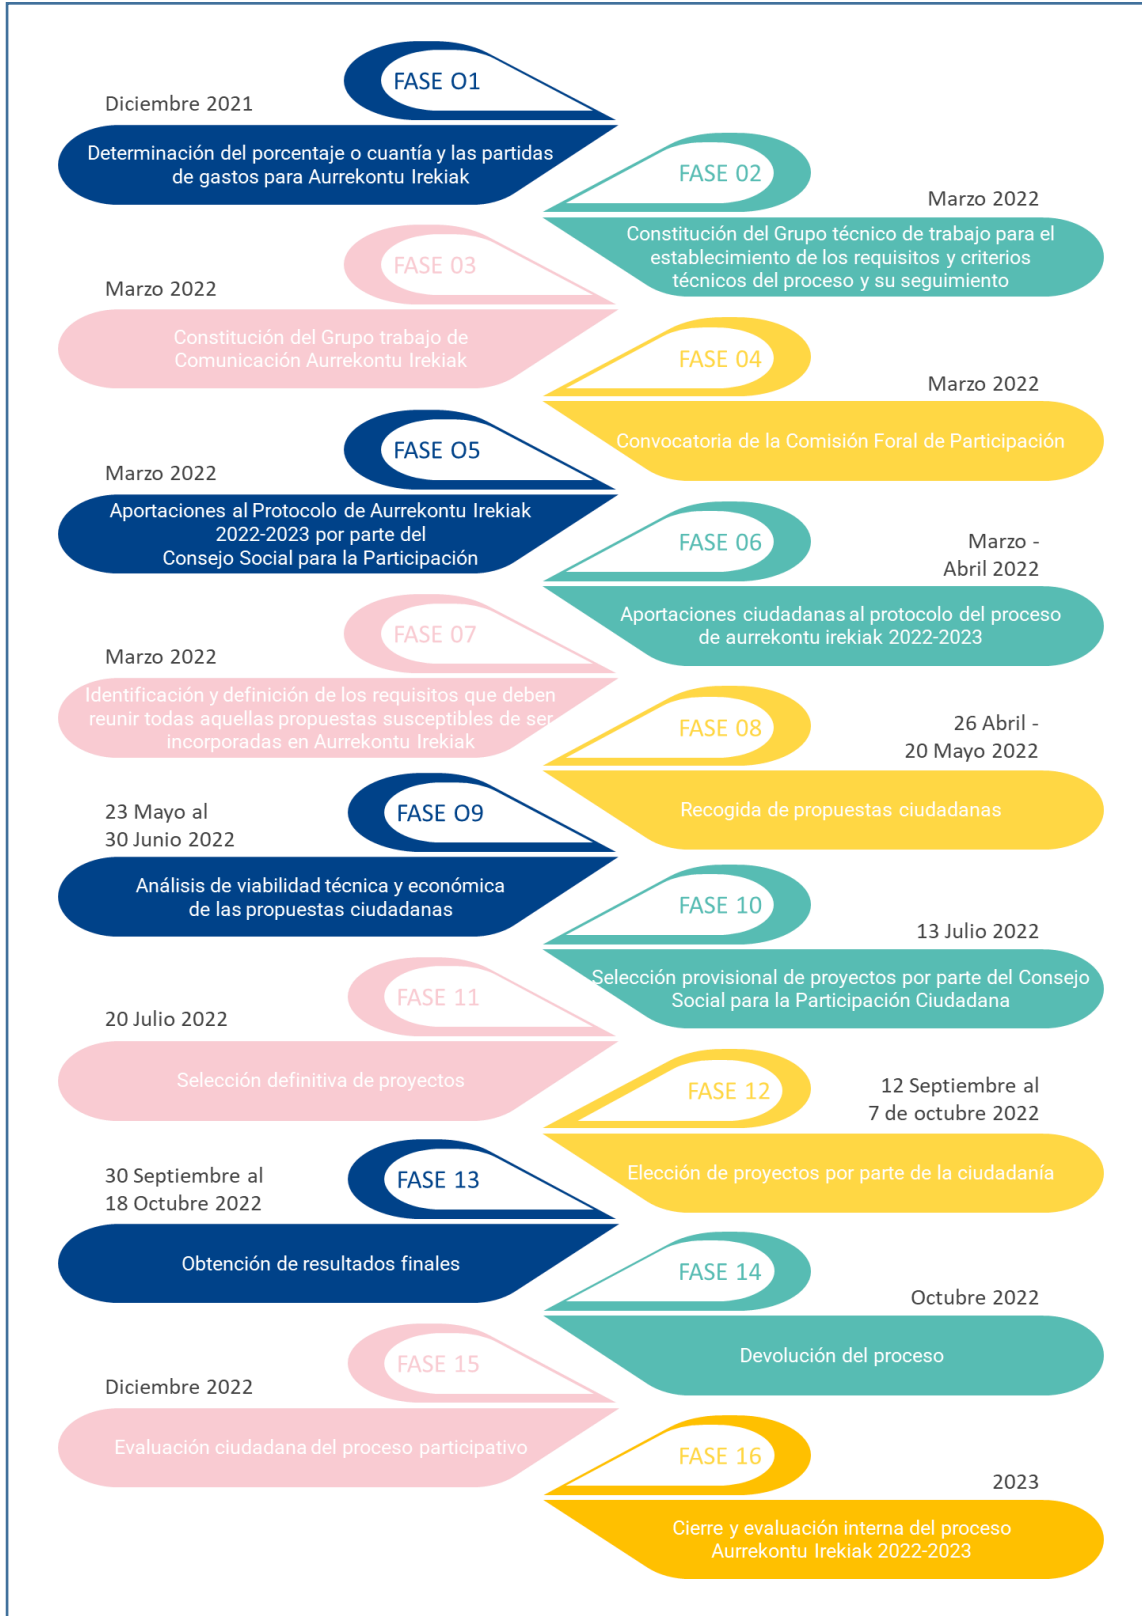 FASE O1
Diciembre 2021
Determinación del porcentaje o cuantía y las partidas
de gastos para Aurrekontu Irekiak
FASE 02
Marzo 2022
Constitución del Grupo técnico de trabajo para el
establecimiento de los requisitos y criterios
técnicos del proceso y su seguimiento
FASE 03
Marzo 2022
Constitución del Grupo trabajo de
Comunicación Aurrekontu Irekiak
FASE 04
Marzo 2022
Convocatoria de la Comisión Foral de Participación
FASE O5
Marzo 2022
Aportaciones al Protocolo de Aurrekontu Irekiak
2022-2023 por parte del
Consejo Social para la Participación
FASE 06
Marzo -
Abril 2022
Aportaciones ciudadanas al protocolo del proceso
de aurrekontu irekiak 2022-2023
FASE 07
Marzo 2022
Identificación y definición de los requisitos que deben
reunir todas aquellas propuestas susceptibles de ser
incorporadas en Aurrekontu Irekiak
FASE 08
26 Abril -
20 Mayo 2022
Recogida de propuestas ciudadanas
FASE O9
23 Mayo al
30 Junio 2022
Análisis de viabilidad técnica y económica
de las propuestas ciudadanas
FASE 10
13 Julio 2022
Selección provisional de proyectos por parte del Consejo
Social para la Participación Ciudadana
FASE 11
20 Julio 2022
Selección definitiva de proyectos
FASE 12
12 Septiembre al
7 de octubre 2022
Elección de proyectos por parte de la ciudadanía
FASE 13
30 Septiembre al
18 Octubre 2022
Obtención de resultados finales
FASE 14
Octubre 2022
Devolución del proceso
FASE 15
Diciembre 2022
Evaluación ciudadana del proceso participativo
FASE 16
2023
Cierre y evaluación interna del proceso
Aurrekontu Irekiak 2022-2023